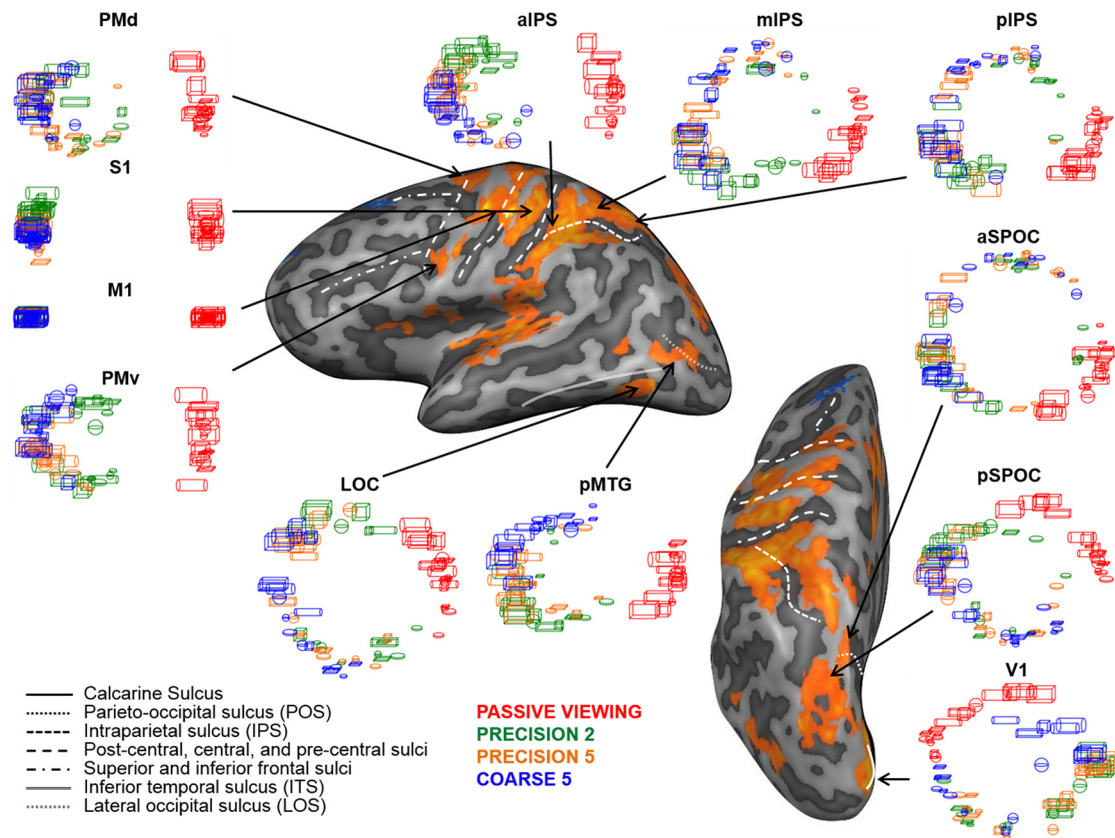 PMd
aIPS
mIPS
pIPS
S1
M1
PMv
aSPOC
pSPOC
LOC
pMTG
V1
Calcarine Sulcus
Parieto-occipital sulcus (POS)
Intraparietal sulcus (IPS)
Post-central, central, and pre-central sulci
Superior and inferior frontal sulci
Inferior temporal sulcus (ITS)
Lateral occipital sulcus (LOS)
PASSIVE VIEWING
PRECISION 2
PRECISION 5
COARSE 5